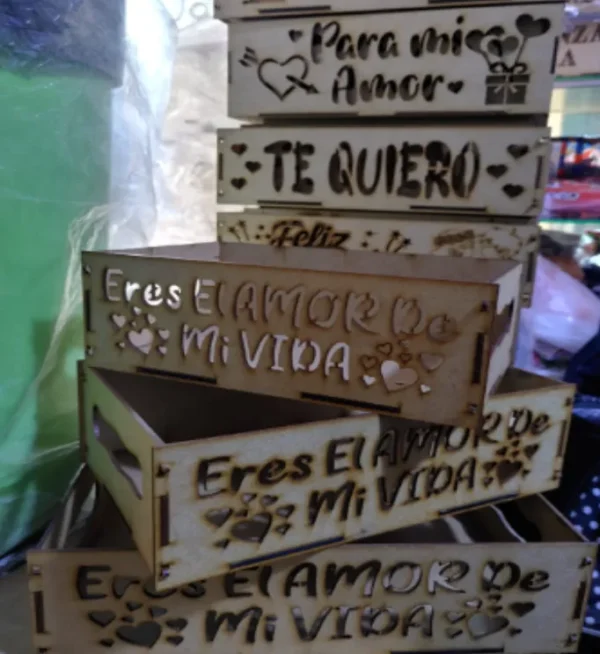 Para mi
Amor
TE QUIERO
Feliz
Eres El AMOR De
Mi VIDA
Eres El AMOR De
Mi VIDA
Eres El AMOR De
Mi VIDA